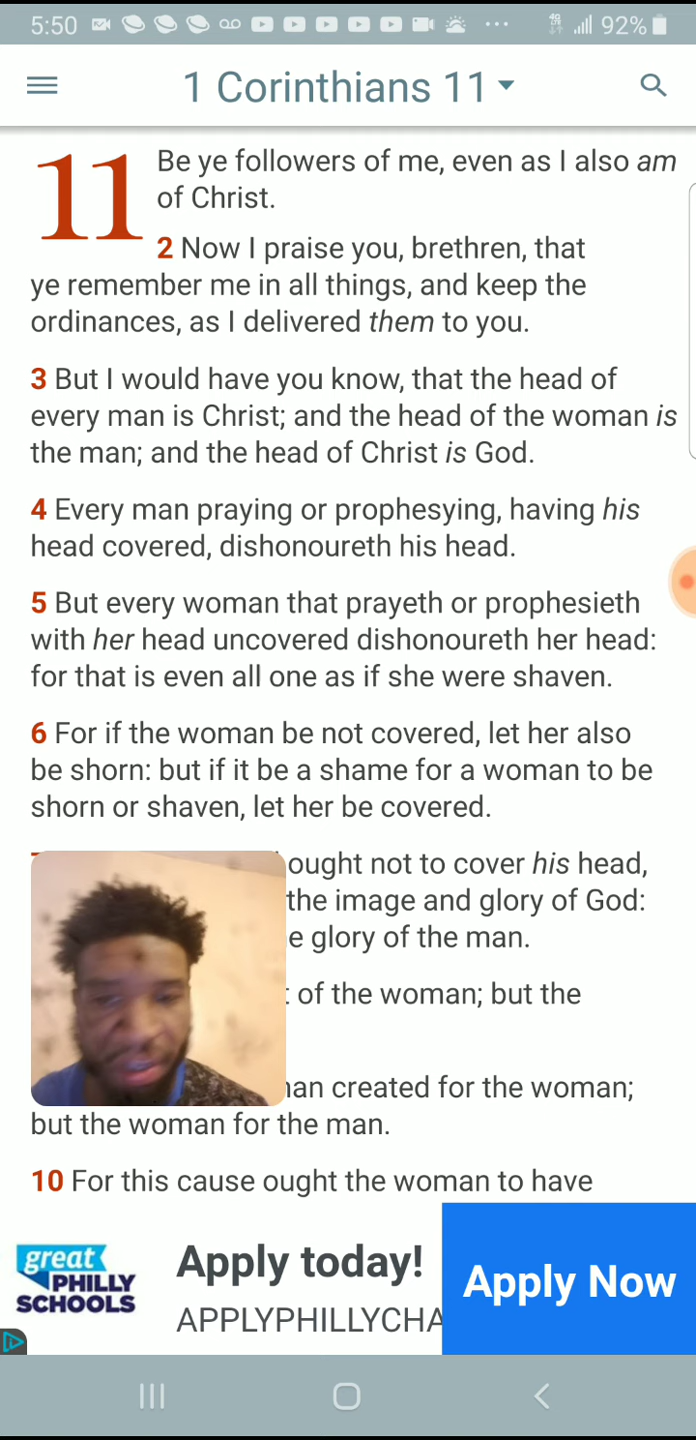 5:50
4G
LTE
92%
1 Corinthians 11
11 Be ye followers of me, even as I also am
of Christ.
2 Now I praise you, brethren, that
ye remember me in all things, and keep the
ordinances, as I delivered them to you.
3 But I would have you know, that the head of
every man is Christ; and the head of the woman is
the man; and the head of Christ is God.
4 Every man praying or prophesying, having his
head covered, dishonoureth his head.
5 But every woman that prayeth or prophesieth
with her head uncovered dishonoureth her head:
for that is even all one as if she were shaven.
6 For if the woman be not covered, let her also
be shorn: but if it be a shame for a woman to be
shorn or shaven, let her be covered.
ought not to cover his head,
the image and glory of God:
e glory of the man.
of the woman; but the
an created for the woman;
but the woman for the man.
10 For this cause ought the woman to have
great
PHILLY
SCHOOLS
Apply today!
APPLYPHILLYCHA
Apply Now